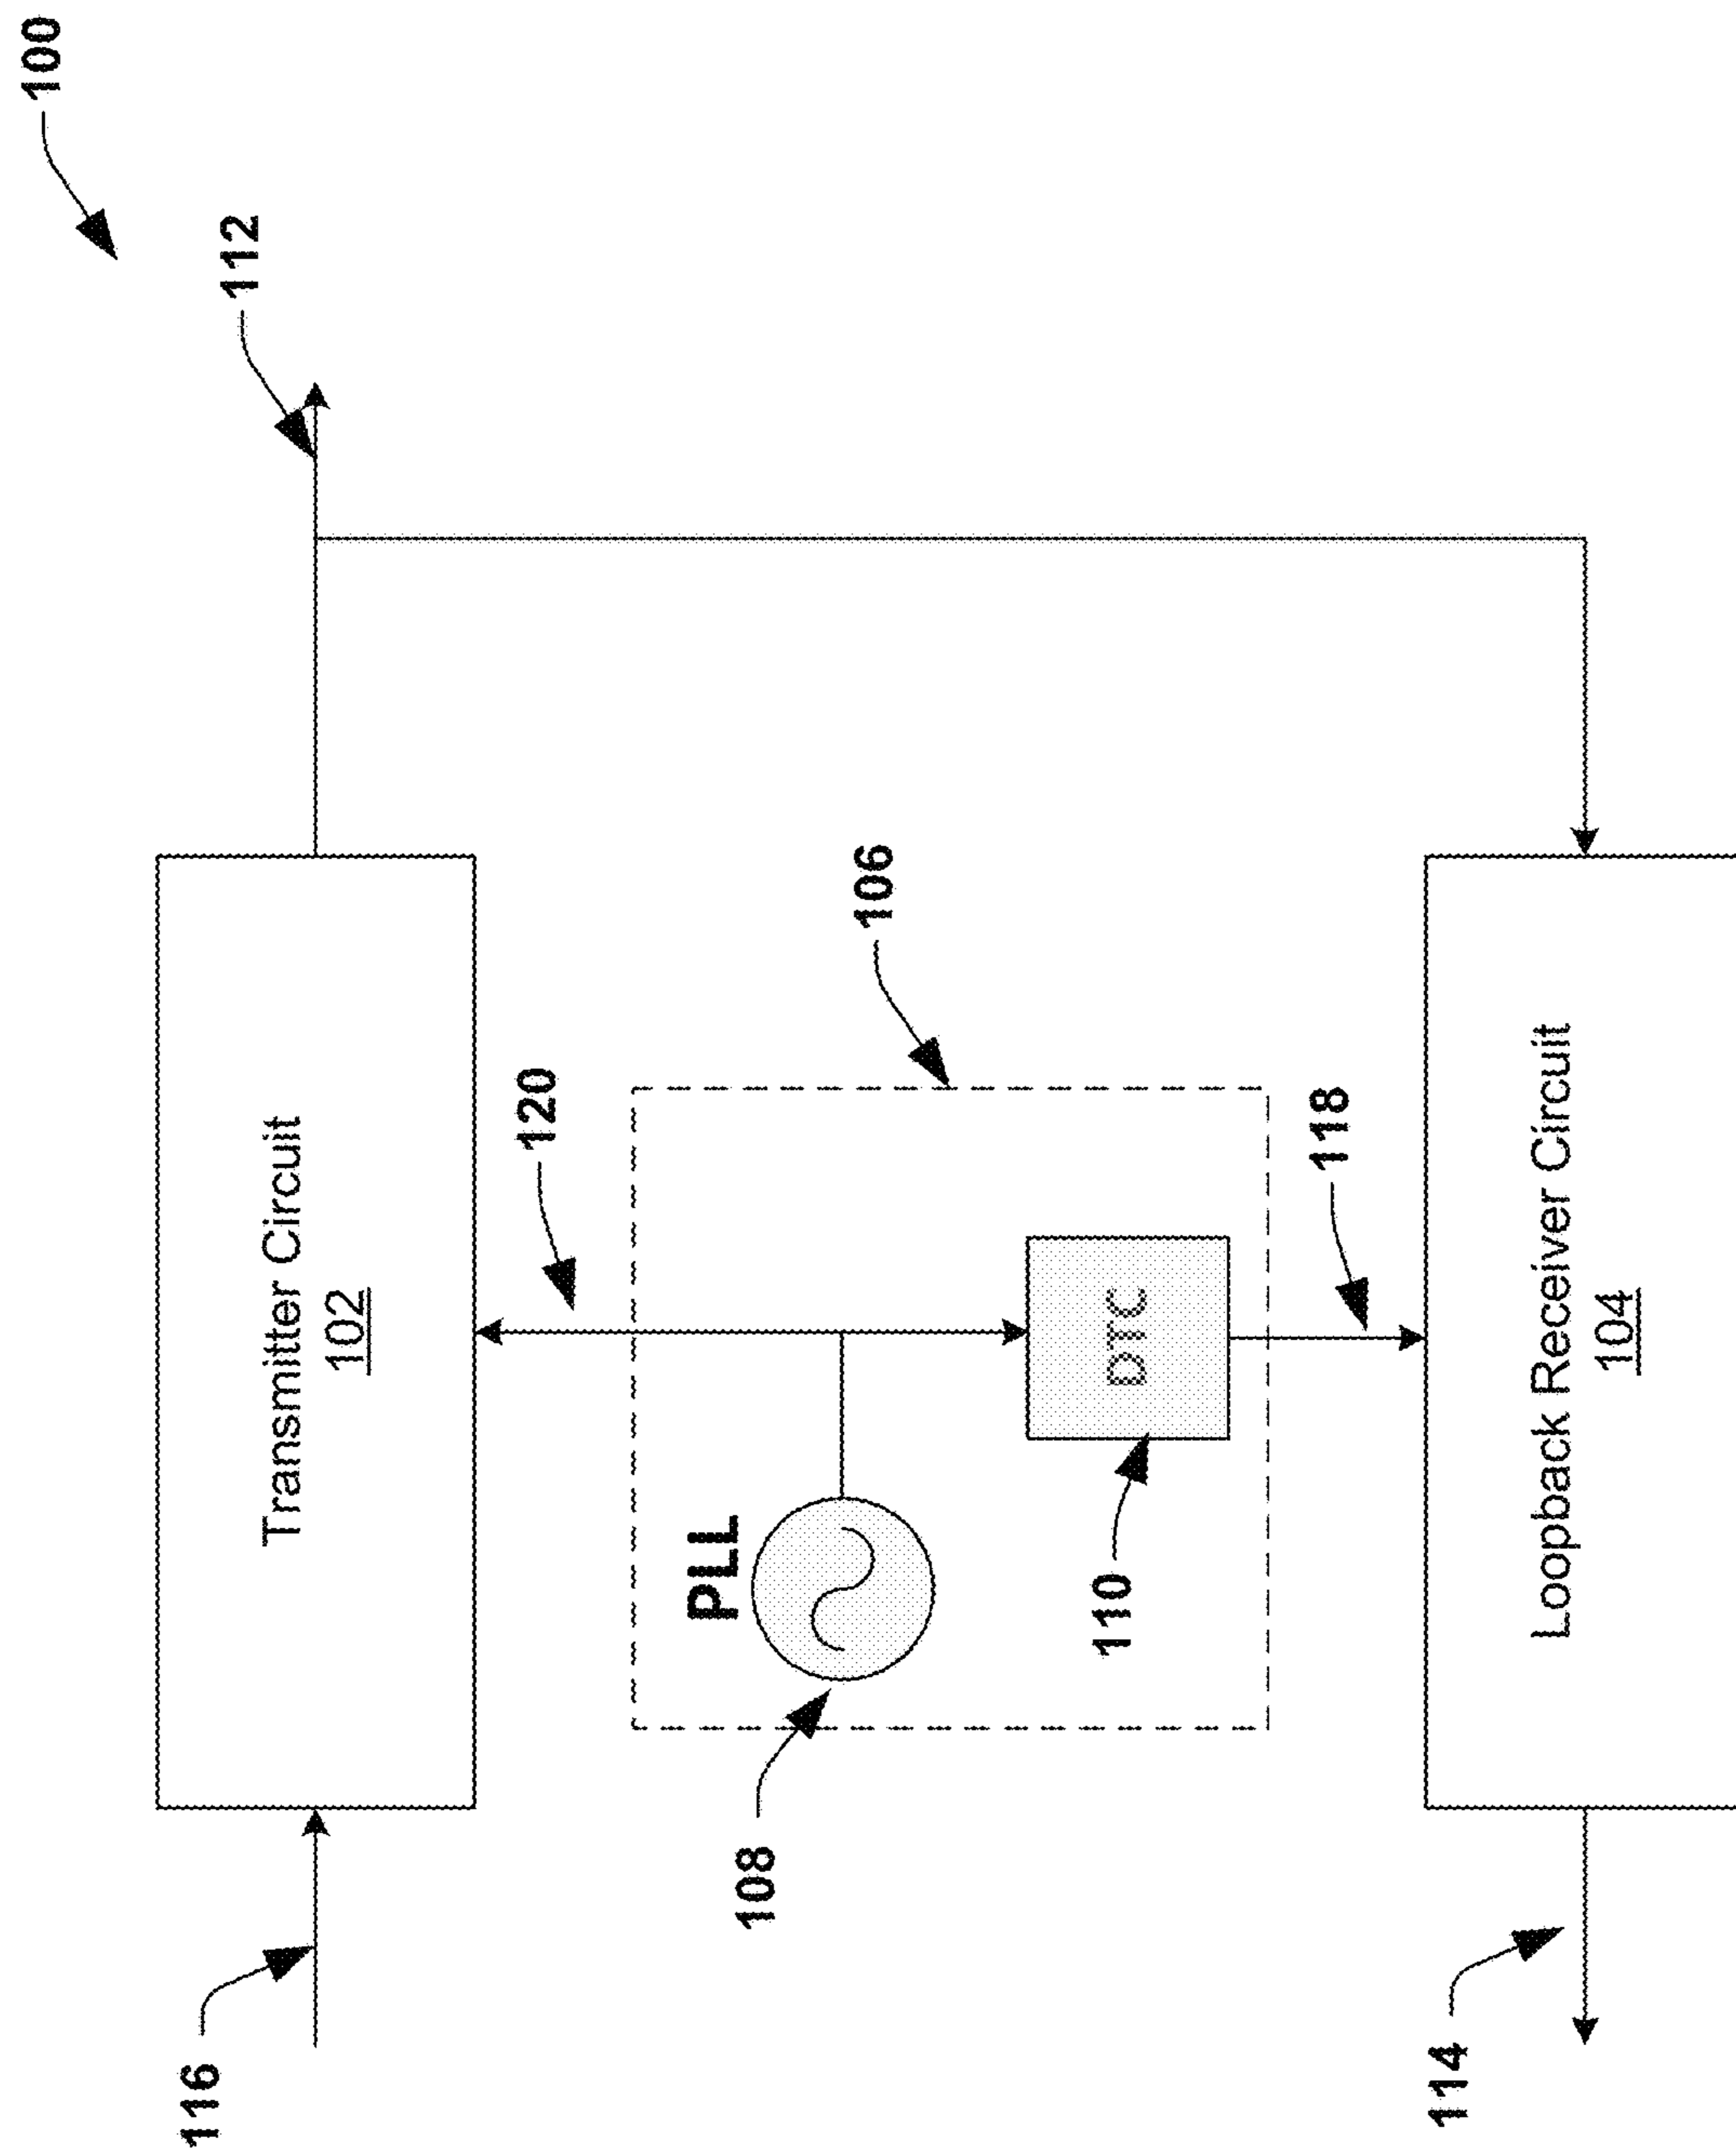 100
112
Transmitter Circuit
102
116
120
106
PLL
108
DTC
110
118
Loopback Receiver Circuit
104
114